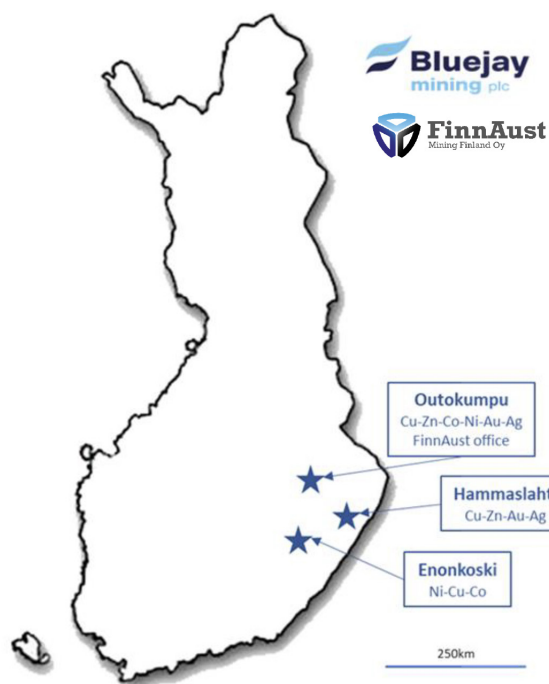 Bluejay
mining plc
FinnAust
Mining Finland Oy
Outokumpu
Cu-Zn-Co-Ni-Au-Ag
FinnAust office
Hammaslaht
Cu-Zn-Au-Ag
Enonkoski
Ni-Cu-Co
250km